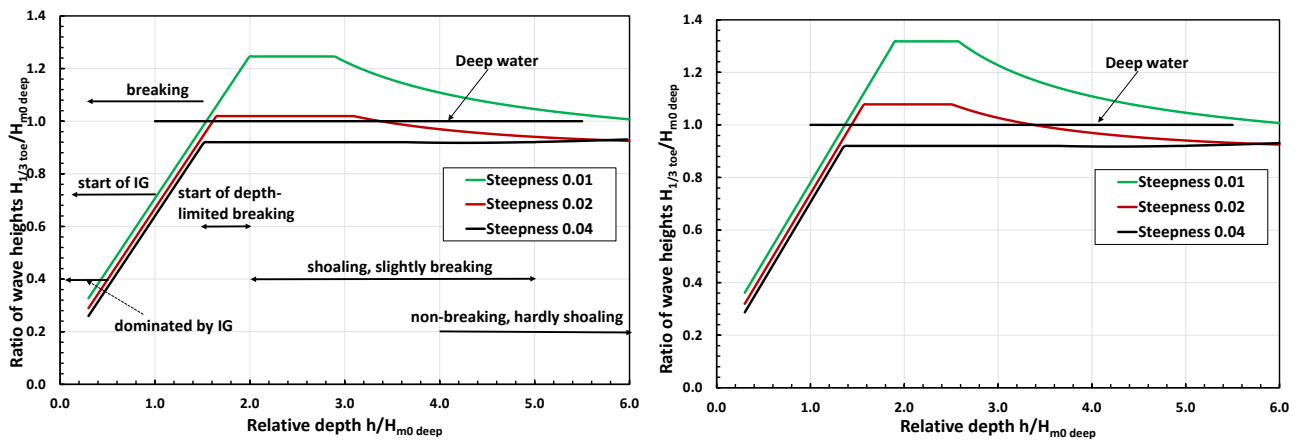 Ratio of wave heights H1/3 toe/Hm0 deep
1.4
1.2
1.0
0.8
0.6
0.4
0.2
0.0
breaking
Deep water
start of IG
start of depth-
limited breaking
Steepness 0.01
Steepness 0.02
Steepness 0.04
shoaling, slightly breaking
dominated by IG
non-breaking, hardly shoaling
0.0 1.0 2.0 3.0 4.0 5.0 6.0
Relative depth h/Hm0 deep
Ratio of wave heights H1/3 toe/Hm0 deep
1.4
1.2
1.0
0.8
0.6
0.4
0.2
0.0
Deep water
Steepness 0.01
Steepness 0.02
Steepness 0.04
0.0 1.0 2.0 3.0 4.0 5.0 6.0
Relative depth h/Hm0 deep